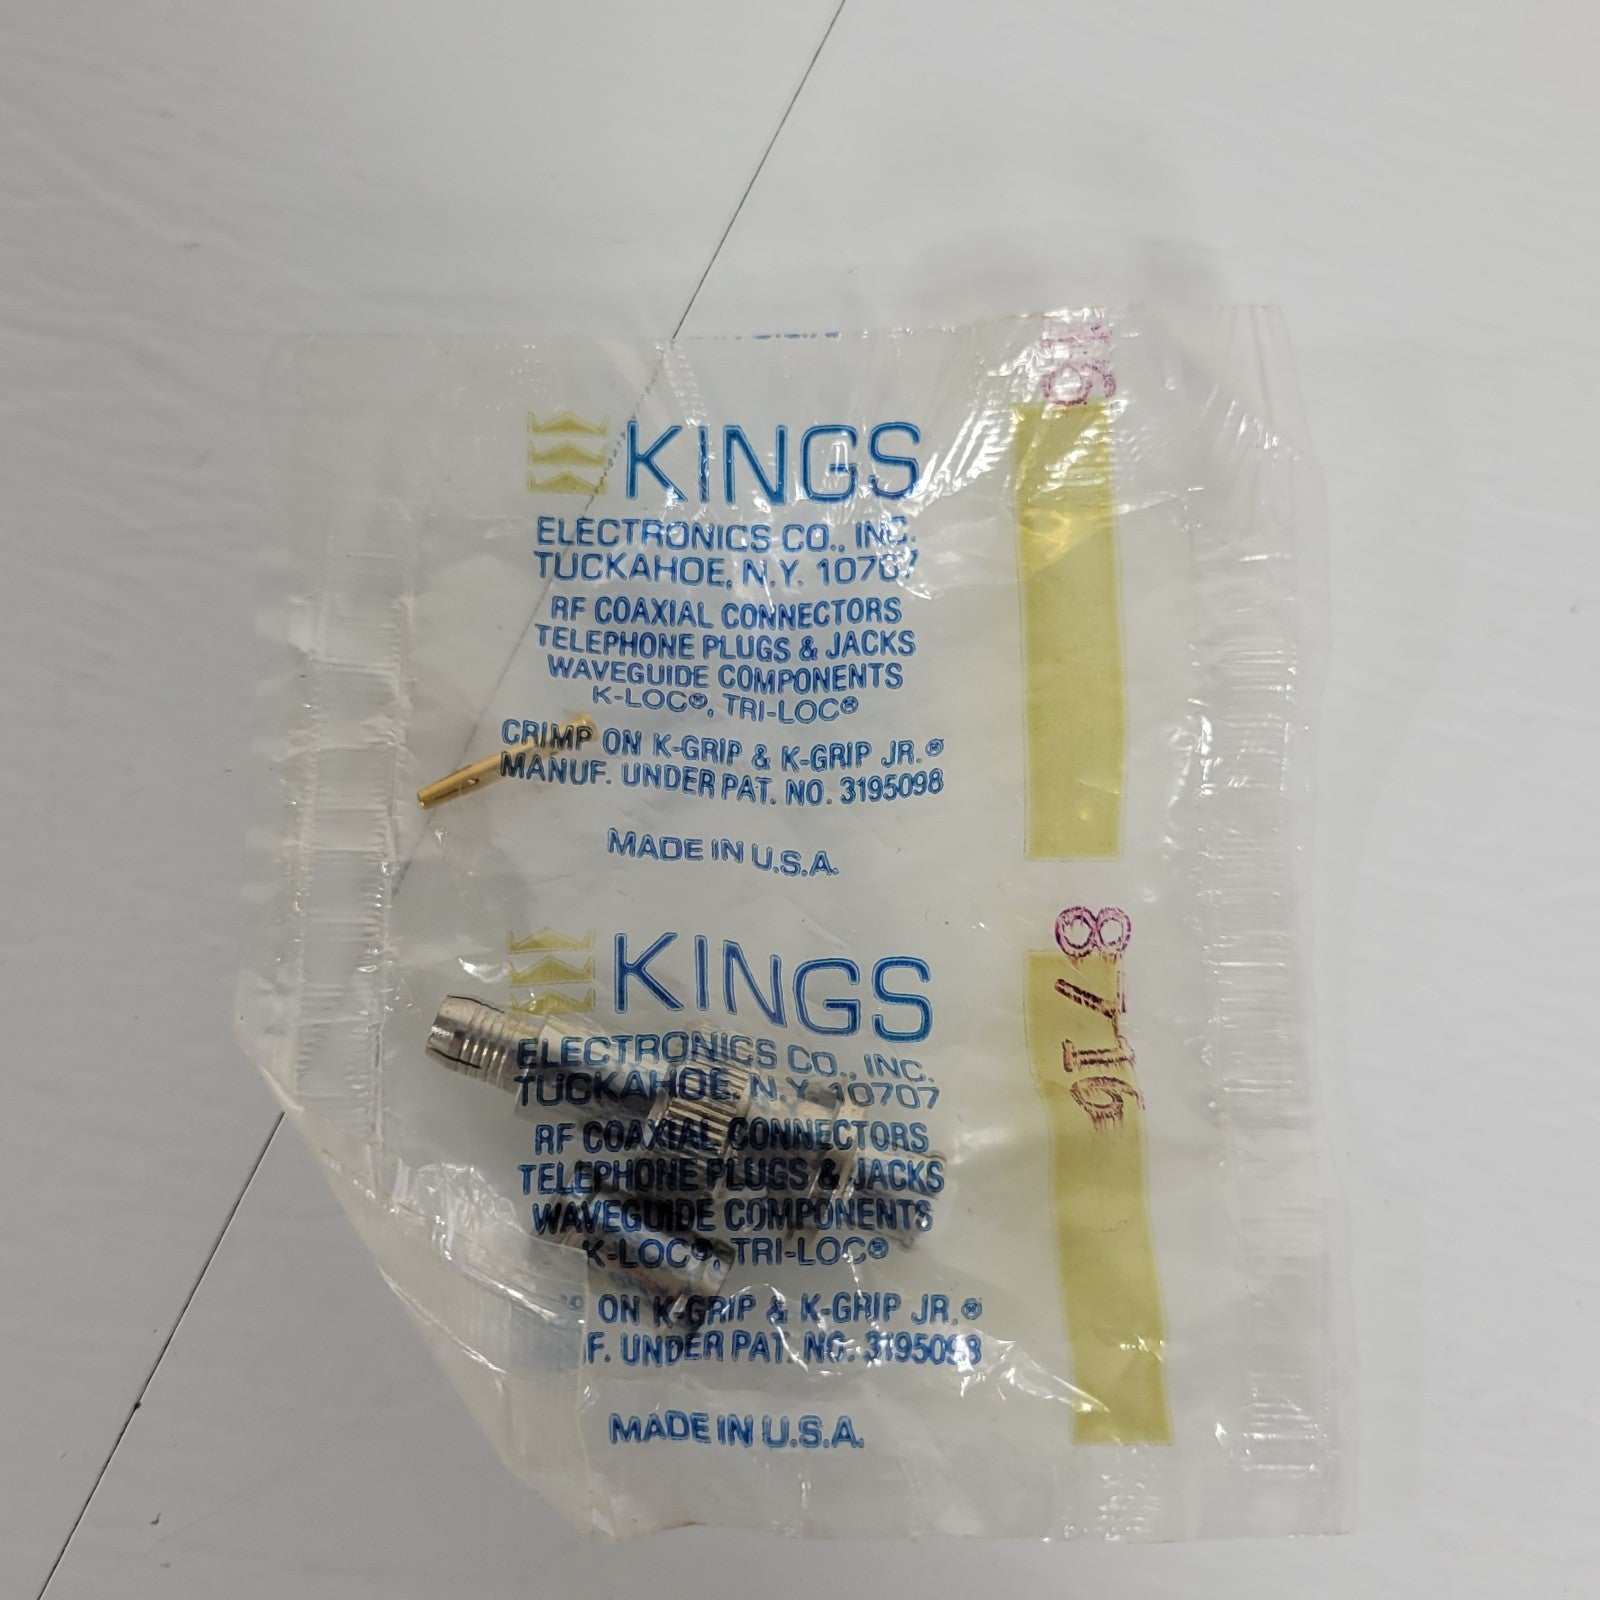 KINGS
ELECTRONICS CO., INC.
TUCKAHOE, N.Y. 10707
RF COAXIAL CONNECTORS
TELEPHONE PLUGS & JACKS
WAVEGUIDE COMPONENTS
K-LOC®, TRI-LOC®
CRIMP ON K-GRIP & K-GRIP JR.®
MANUF. UNDER PAT. NO. 3195098
MADE IN U.S.A.
KINGS
ELECTRONICS CO., INC.
TUCKAHOE, N.Y. 10707
RF COAXIAL CONNECTORS
TELEPHONE PLUGS & JACKS
WAVEGUIDE COMPONENTS
K-LOC®, TRI-LOC®
ON K-GRIP & K-GRIP JR.®
F. UNDER PAT. NO. 3195098
MADE IN U.S.A.
8716